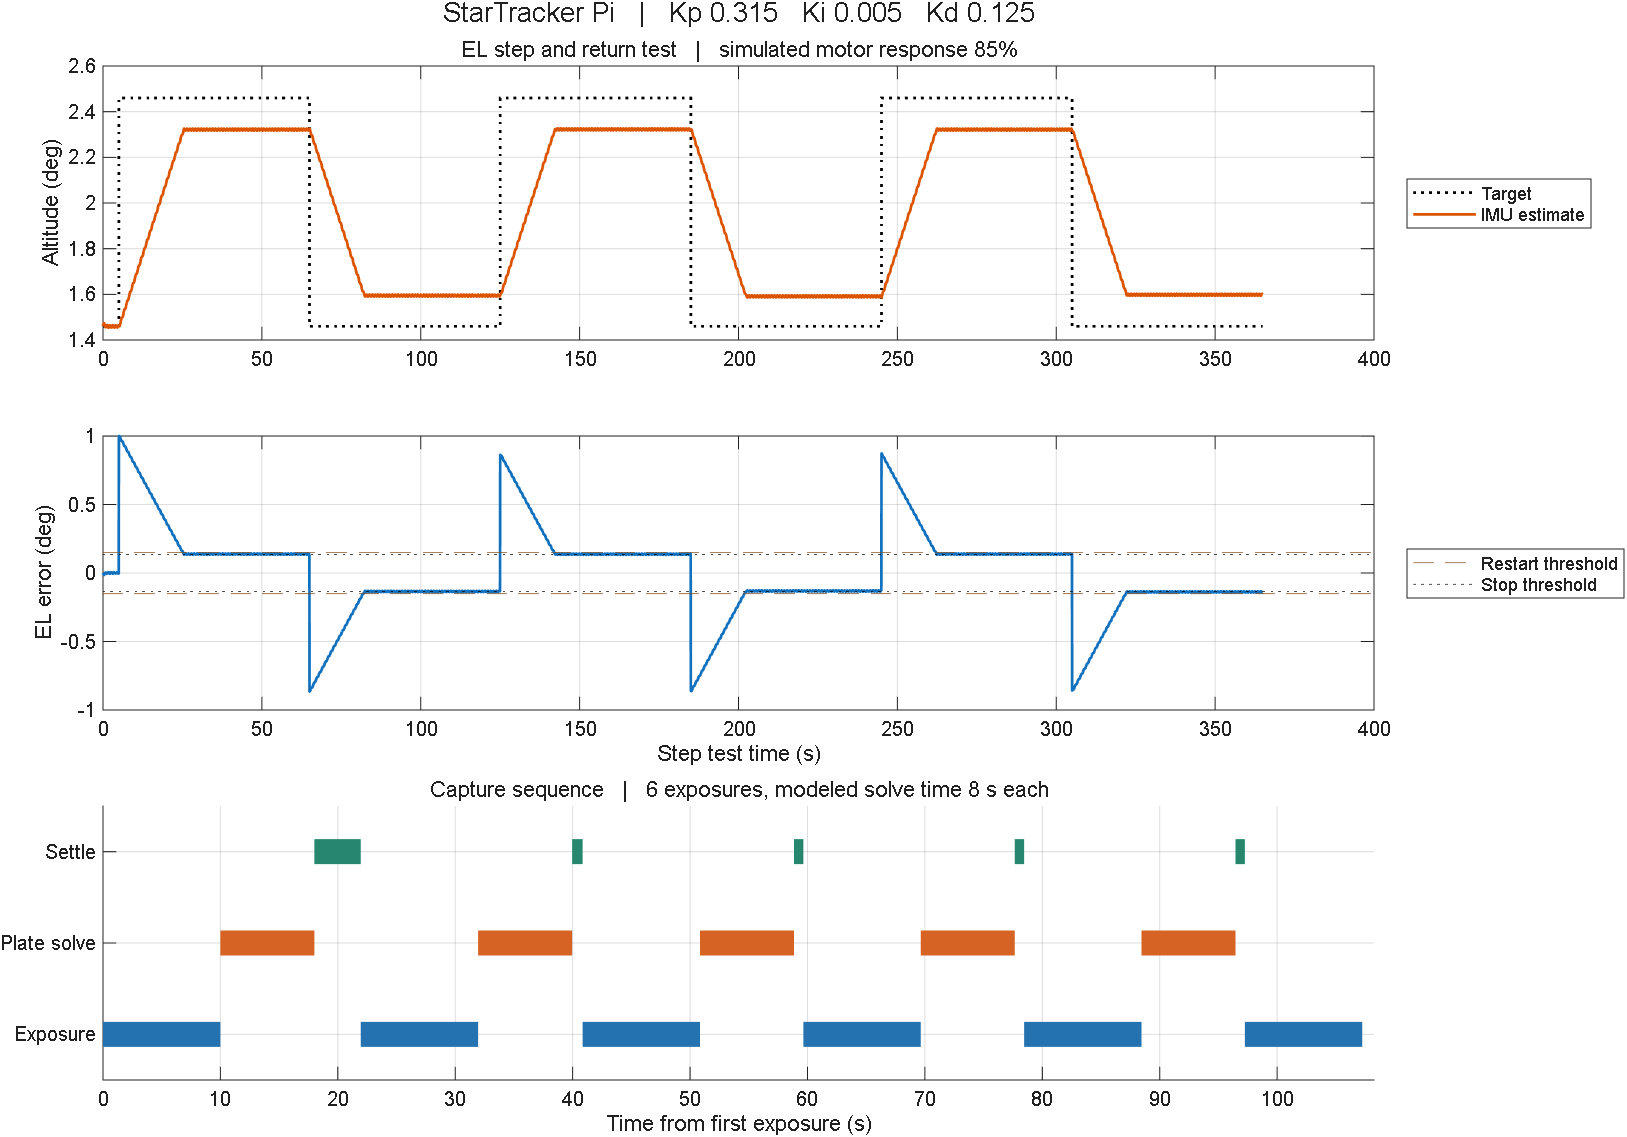 StarTracker Pi | Kp 0.315 Ki 0.005 Kd 0.125
EL step and return test | simulated motor response 85%
Altitude (deg)
2.6
2.4
2.2
2
1.8
1.6
1.4
0 50 100 150 200 250 300 350 400
Target
IMU estimate
EL error (deg)
1
0.5
0
-0.5
-1
0 50 100 150 200 250 300 350 400
Step test time (s)
Restart threshold
Stop threshold
Capture sequence | 6 exposures, modeled solve time 8 s each
Settle
Plate solve
Exposure
0 10 20 30 40 50 60 70 80 90 100
Time from first exposure (s)